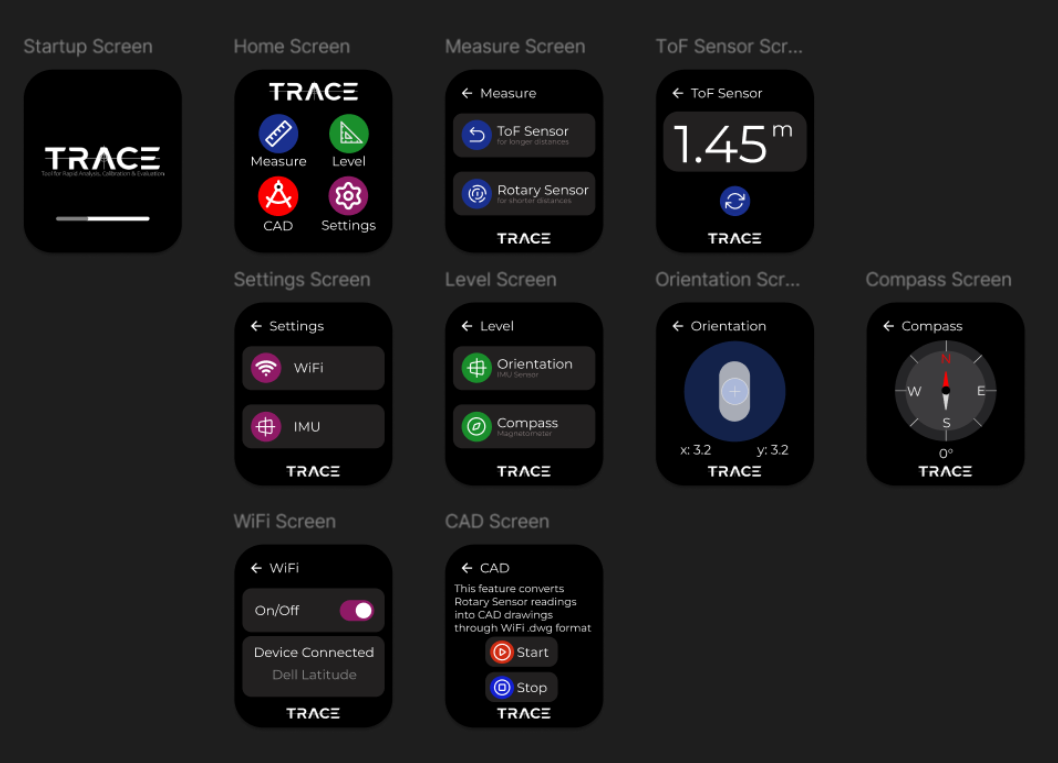 Startup Screen
Home Screen
Measure Screen
ToF Sensor Scr...
TRACE
Tool for Rapid Analysis, Calibration & Evaluation
TRACE
Measure
Level
CAD
Settings
Measure
ToF Sensor
for longer distances
Rotary Sensor
for shorter distances
TRACE
ToF Sensor
1.45 m
TRACE
Settings Screen
Level Screen
Orientation Scr...
Compass Screen
Settings
WiFi
IMU
TRACE
Level
Orientation
IMU Sensor
Compass
Magnetometer
TRACE
Orientation
x: 3.2
y: 3.2
TRACE
Compass
N
W
E
S
0°
TRACE
WiFi Screen
CAD Screen
WiFi
On/Off
Device Connected
Dell Latitude
TRACE
CAD
This feature converts
Rotary Sensor readings
into CAD drawings
through WiFi .dwg format
Start
Stop
TRACE